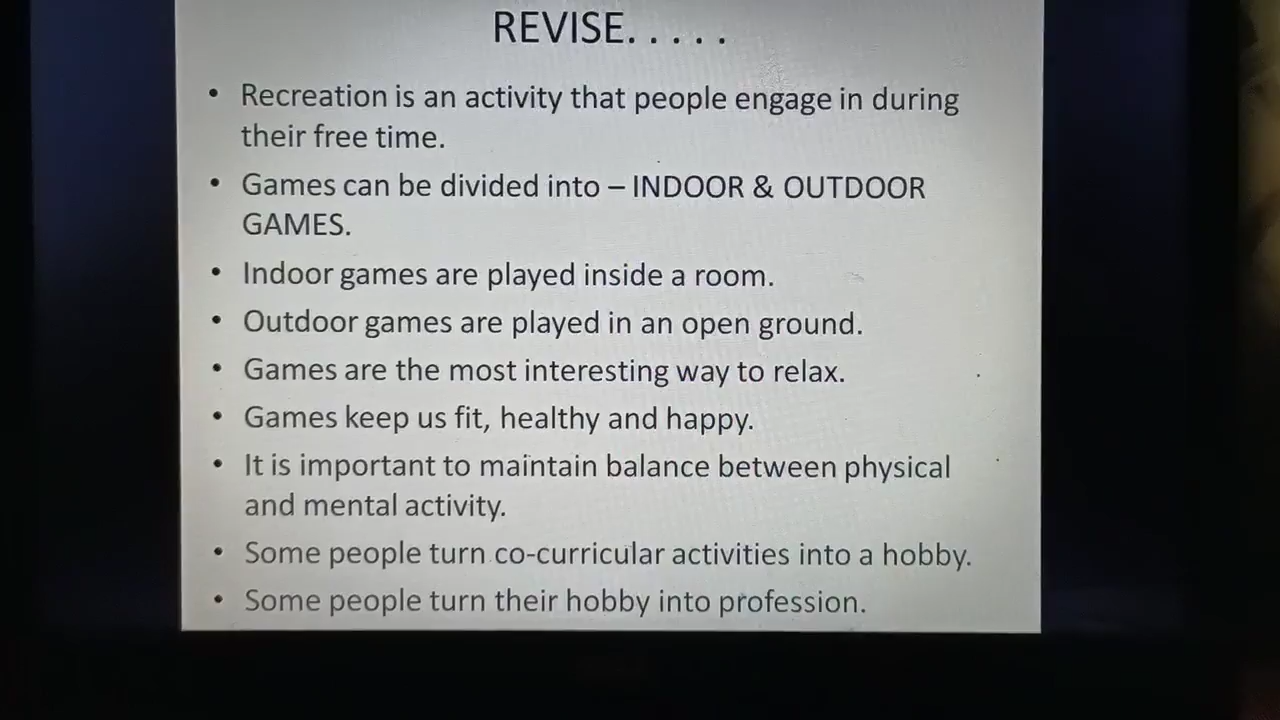 REVISE. . . . .
• Recreation is an activity that people engage in during
their free time.
• Games can be divided into – INDOOR & OUTDOOR
GAMES.
• Indoor games are played inside a room.
• Outdoor games are played in an open ground.
• Games are the most interesting way to relax.
• Games keep us fit, healthy and happy.
• It is important to maintain balance between physical
and mental activity.
• Some people turn co-curricular activities into a hobby.
• Some people turn their hobby into profession.